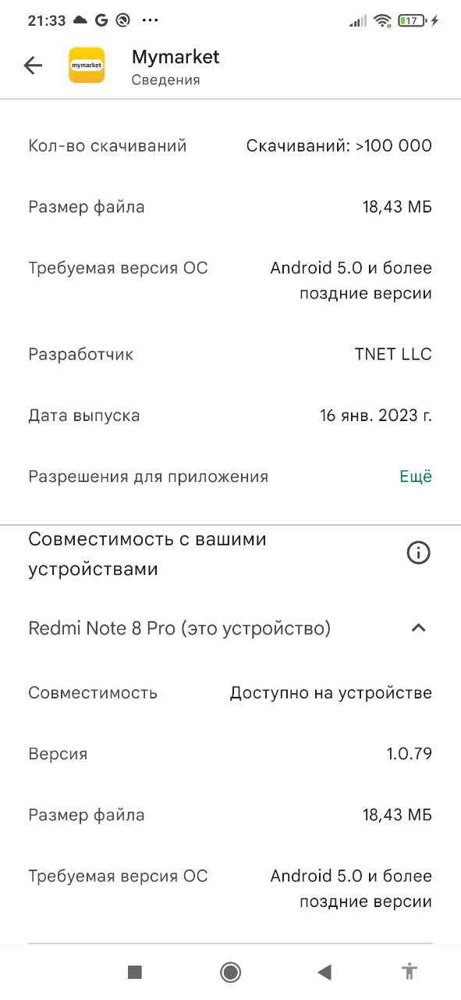 21:33
17
mymarket
Mymarket
Сведения
Кол-во скачиваний
Скачиваний: >100 000
Размер файла
18,43 МБ
Требуемая версия ОС
Android 5.0 и более
поздние версии
Разработчик
TNET LLC
Дата выпуска
16 янв. 2023 г.
Разрешения для приложения
Ещё
Совместимость с вашими
устройствами
Redmi Note 8 Pro (это устройство)
Совместимость
Доступно на устройстве
Версия
1.0.79
Размер файла
18,43 МБ
Требуемая версия ОС
Android 5.0 и более
поздние версии